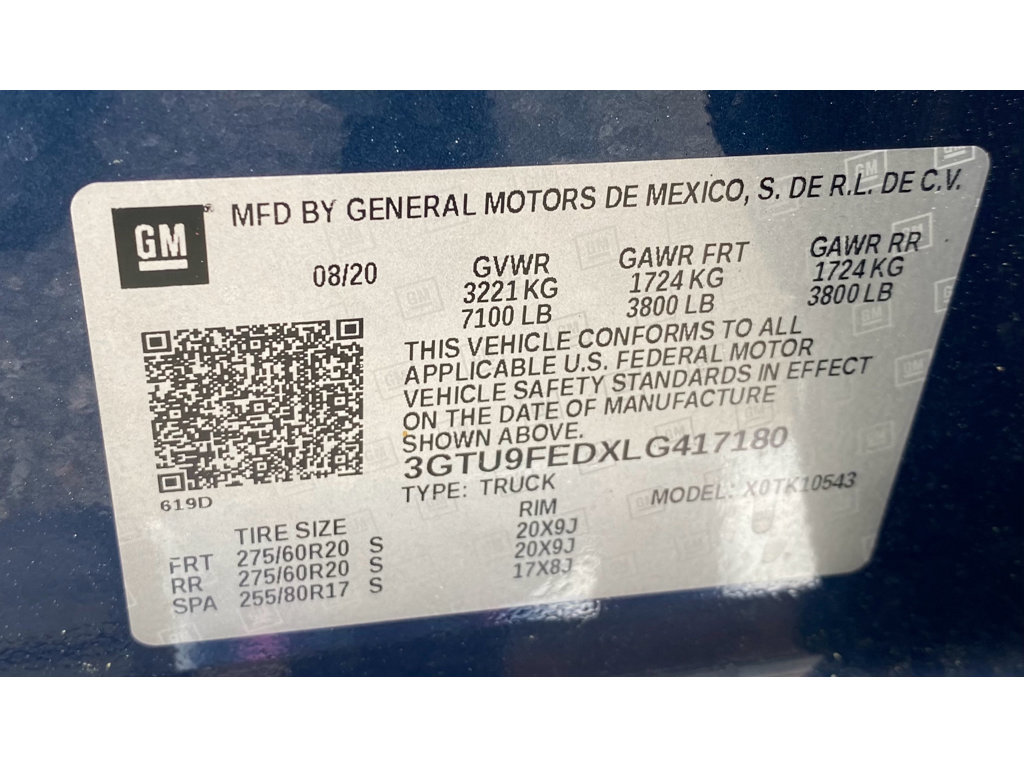 GM MFD BY GENERAL MOTORS DE MEXICO, S. DE R.L. DE C.V.
08/20 GVWR GAWR FRT GAWR RR
3221 KG 1724 KG 1724 KG
7100 LB 3800 LB 3800 LB
THIS VEHICLE CONFORMS TO ALL
APPLICABLE U.S. FEDERAL MOTOR
VEHICLE SAFETY STANDARDS IN EFFECT
ON THE DATE OF MANUFACTURE
SHOWN ABOVE.
3GTU9FEDXLG417180
619D TYPE: TRUCK MODEL: X0TK10543
TIRE SIZE RIM
FRT 275/60R20 S 20X9J
RR 275/60R20 S 20X9J
SPA 255/80R17 S 17X8J